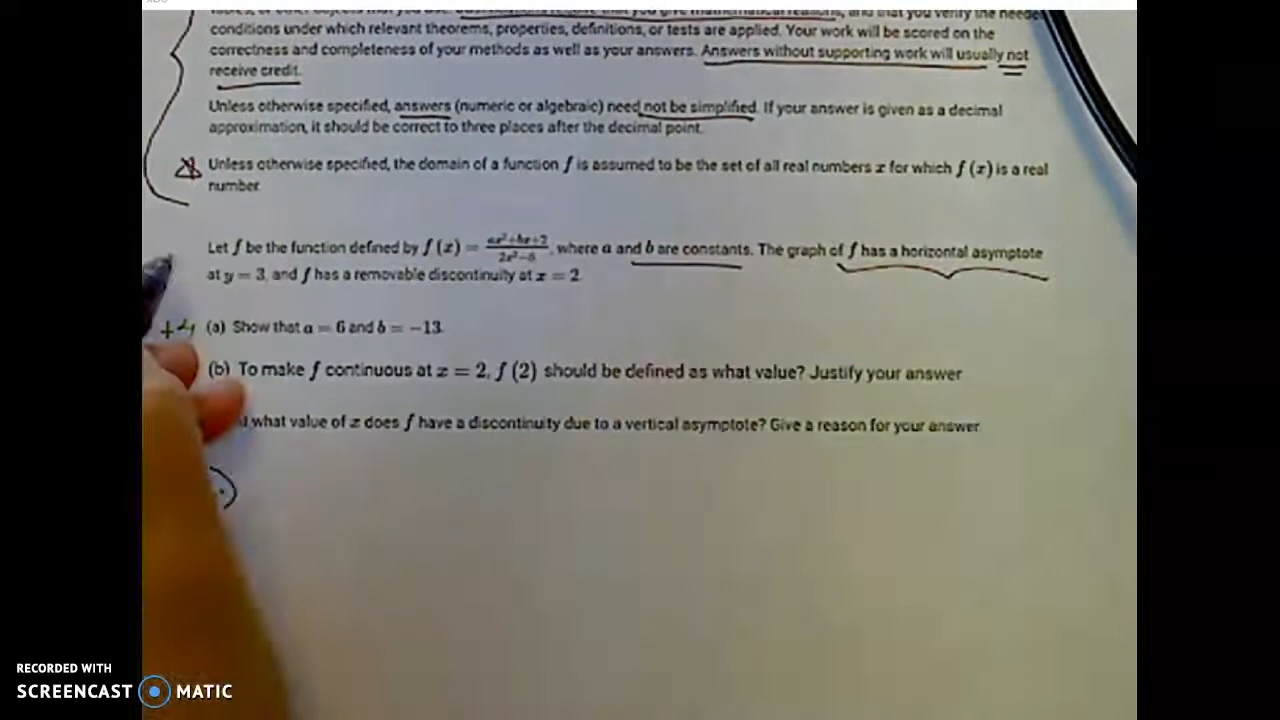 conditions under which relevant theorems, properties, definitions, or tests are applied. Your work will be scored on the
correctness and completeness of your methods as well as your answers. Answers without supporting work will usually not
receive credit.
Unless otherwise specified, answers (numeric or algebraic) need not be simplified. If your answer is given as a decimal
approximation, it should be correct to three places after the decimal point.
Unless otherwise specified, the domain of a function f is assumed to be the set of all real numbers x for which f (x) is a real
number.
Let f be the function defined by f (x) = , where a and b are constants. The graph of f has a horizontal asymptote
at y = 3, and f has a removable discontinuity at x = 2.
+4 (a) Show that a = 6 and b = −13.
(b) To make f continuous at x = 2, f (2) should be defined as what value? Justify your answer
what value of x does f have a discontinuity due to a vertical asymptote? Give a reason for your answer.
RECORDED WITH
SCREENCAST MATIC